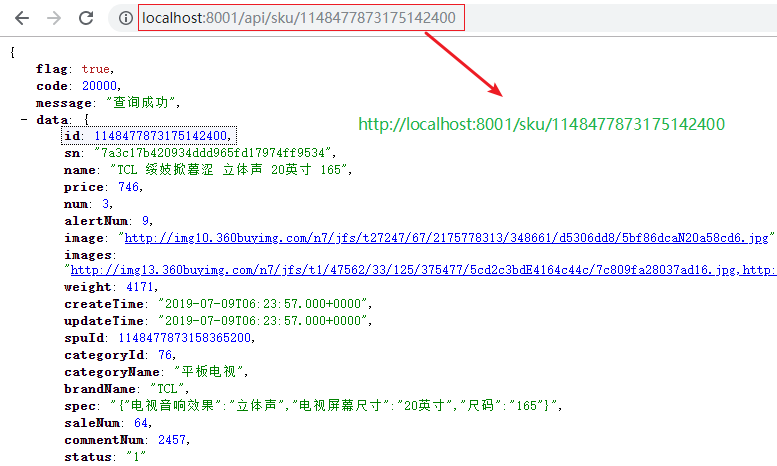 localhost:8001/api/sku/1148477873175142400
{
flag: true,
code: 20000,
message: "查询成功",
- data: {
http://localhost:8001/sku/1148477873175142400
id: 1148477873175142400,
sn: "7a3c17b420934ddd965fd17974ff9534",
name: "TCL 绥妓掀暮涩 立体声 20英寸 165",
price: 746,
num: 3,
alertNum: 9,
image: "http://img10.360buyimg.com/n7/jfs/t27247/67/2175778313/348661/d5306dd8/5bf86dcaN20a58cd6.jpg"
images:
"http://img13.360buyimg.com/n7/jfs/t1/47562/33/125/375477/5cd2c3bdE4164c44c/7c809fa28037ad16.jpg,http:
weight: 4171,
createTime: "2019-07-09T06:23:57.000+0000",
updateTime: "2019-07-09T06:23:57.000+0000",
spuId: 1148477873158365200,
categoryId: 76,
categoryName: "平板电视",
brandName: "TCL",
spec: "{"电视音响效果":"立体声","电视屏幕尺寸":"20英寸","尺码":"165"}",
saleNum: 64,
commentNum: 2457,
status: "1"